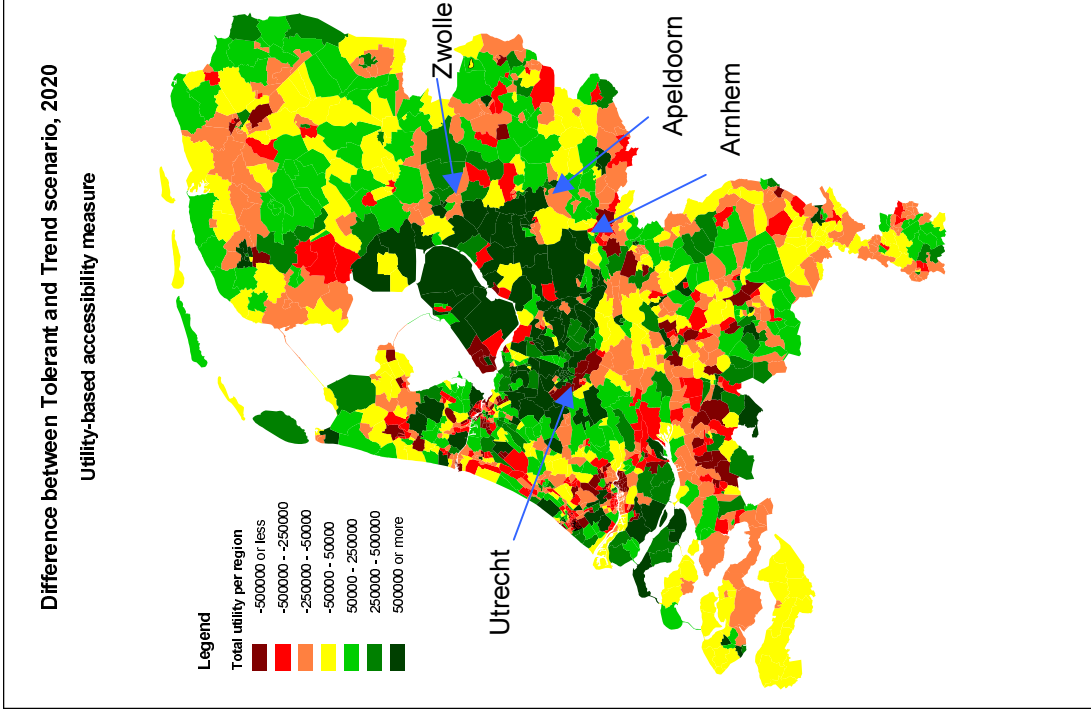 Difference between Tolerant and Trend scenario, 2020
Utility-based accessibility measure
Legend
Total utility per region
-500000 or less
-500000 - -250000
-250000 - -50000
-50000 - 50000
50000 - 250000
250000 - 500000
500000 or more
Utrecht
Zwolle
Apeldoorn
Arnhem